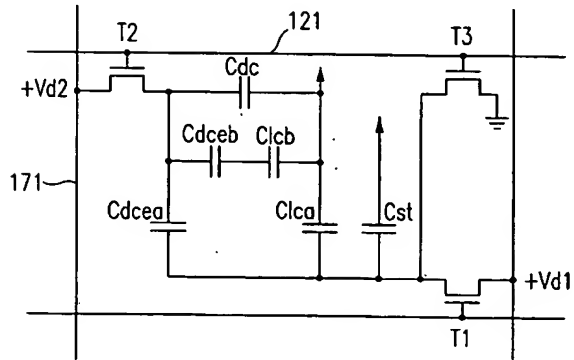 121
T2
T3
Cdc
+Vd2
Cdceb
Clcb
171
Cdcea
Clca
Cst
+Vd1
T1